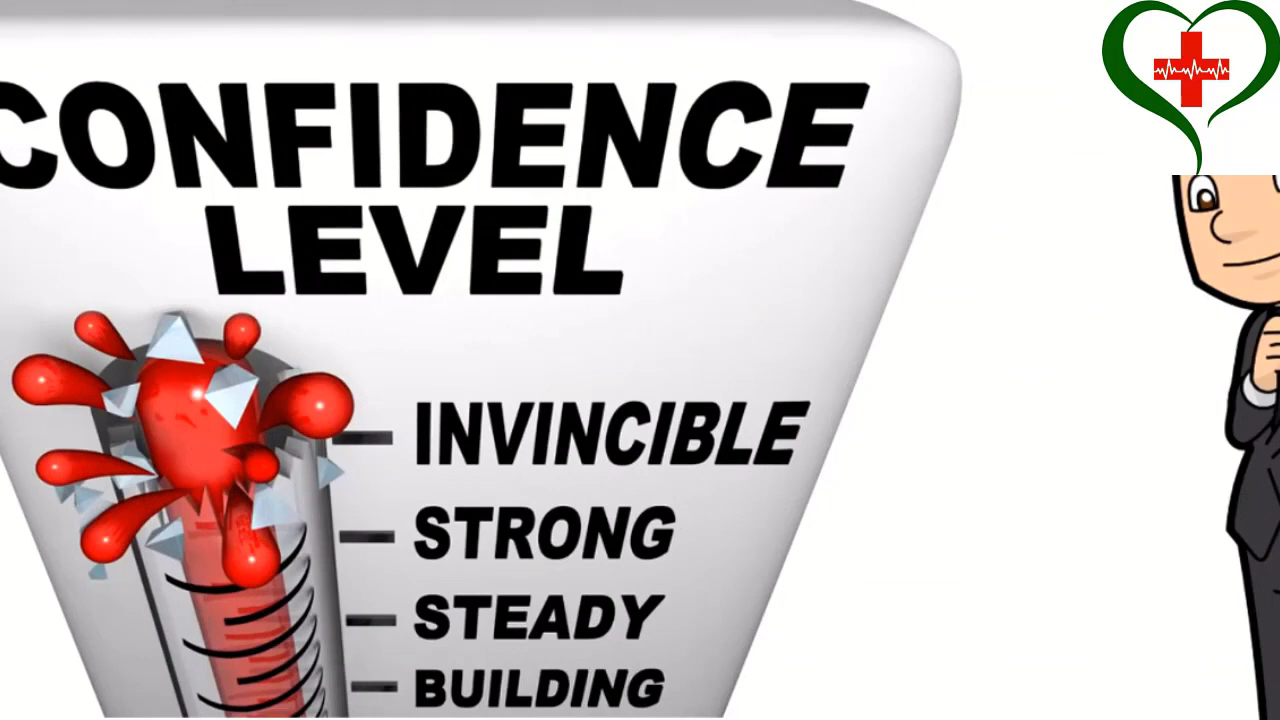 CONFIDENCE
LEVEL
INVINCIBLE
STRONG
STEADY
BUILDING